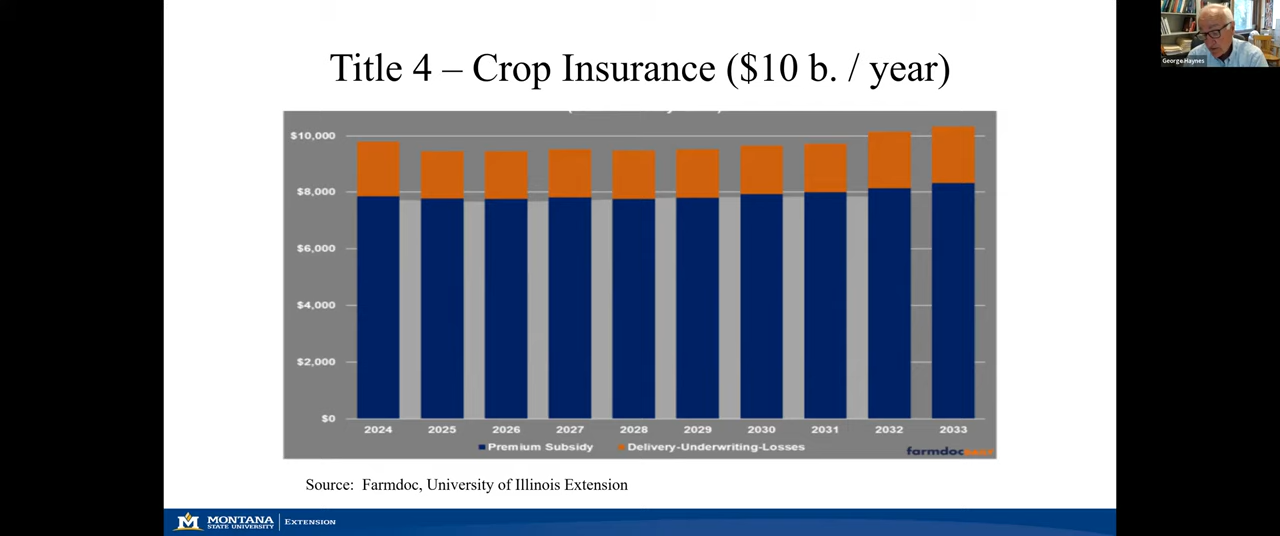 Title 4 – Crop Insurance ($10 b. / year)
George Haynes
$10,000
$8,000
$6,000
$4,000
$2,000
$0
2024 2025 2026 2027 2028 2029 2030 2031 2032 2033
Premium Subsidy Delivery-Underwriting-Losses
farmdoc
Source: Farmdoc, University of Illinois Extension
MONTANA STATE UNIVERSITY EXTENSION